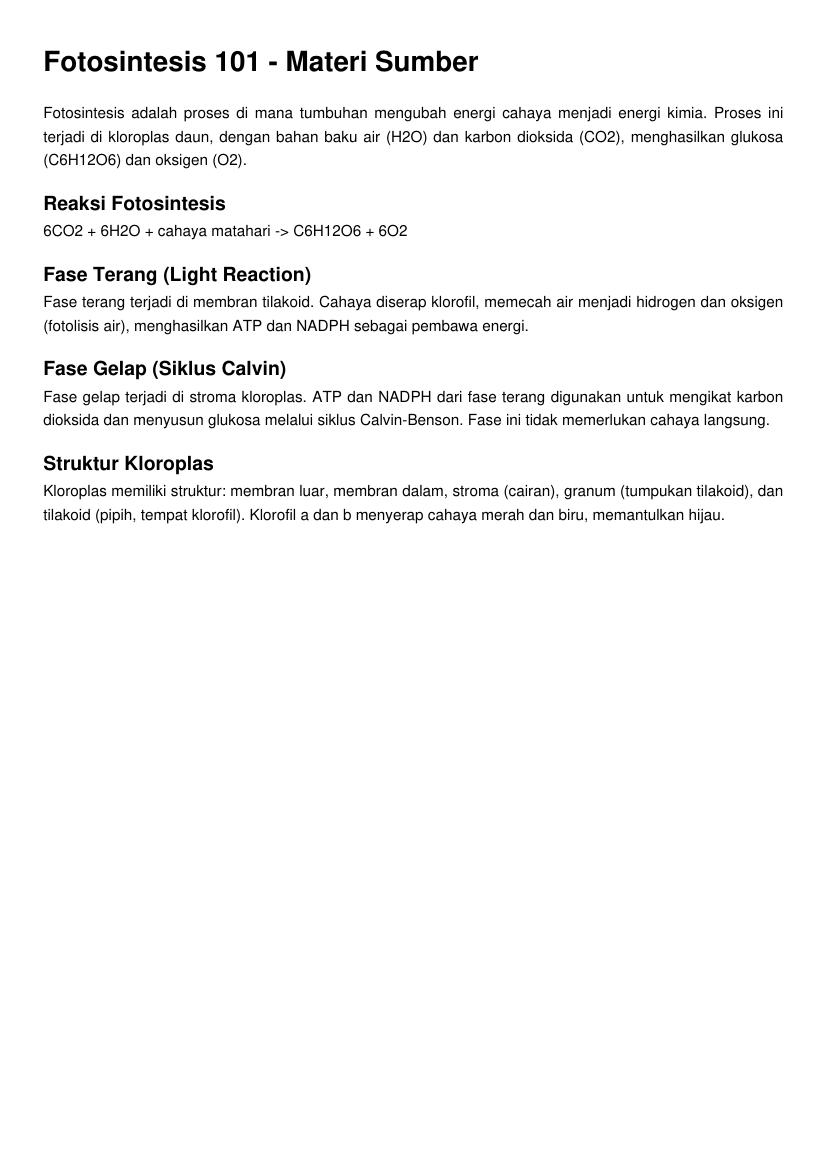 Fotosintesis 101 - Materi Sumber
Fotosintesis adalah proses di mana tumbuhan mengubah energi cahaya menjadi energi kimia. Proses ini
terjadi di kloroplas daun, dengan bahan baku air (H2O) dan karbon dioksida (CO2), menghasilkan glukosa
(C6H12O6) dan oksigen (O2).
Reaksi Fotosintesis
6CO2 + 6H2O + cahaya matahari -> C6H12O6 + 6O2
Fase Terang (Light Reaction)
Fase terang terjadi di membran tilakoid. Cahaya diserap klorofil, memecah air menjadi hidrogen dan oksigen
(fotolisis air), menghasilkan ATP dan NADPH sebagai pembawa energi.
Fase Gelap (Siklus Calvin)
Fase gelap terjadi di stroma kloroplas. ATP dan NADPH dari fase terang digunakan untuk mengikat karbon
dioksida dan menyusun glukosa melalui siklus Calvin-Benson. Fase ini tidak memerlukan cahaya langsung.
Struktur Kloroplas
Kloroplas memiliki struktur: membran luar, membran dalam, stroma (cairan), granum (tumpukan tilakoid), dan
tilakoid (pipih, tempat klorofil). Klorofil a dan b menyerap cahaya merah dan biru, memantulkan hijau.